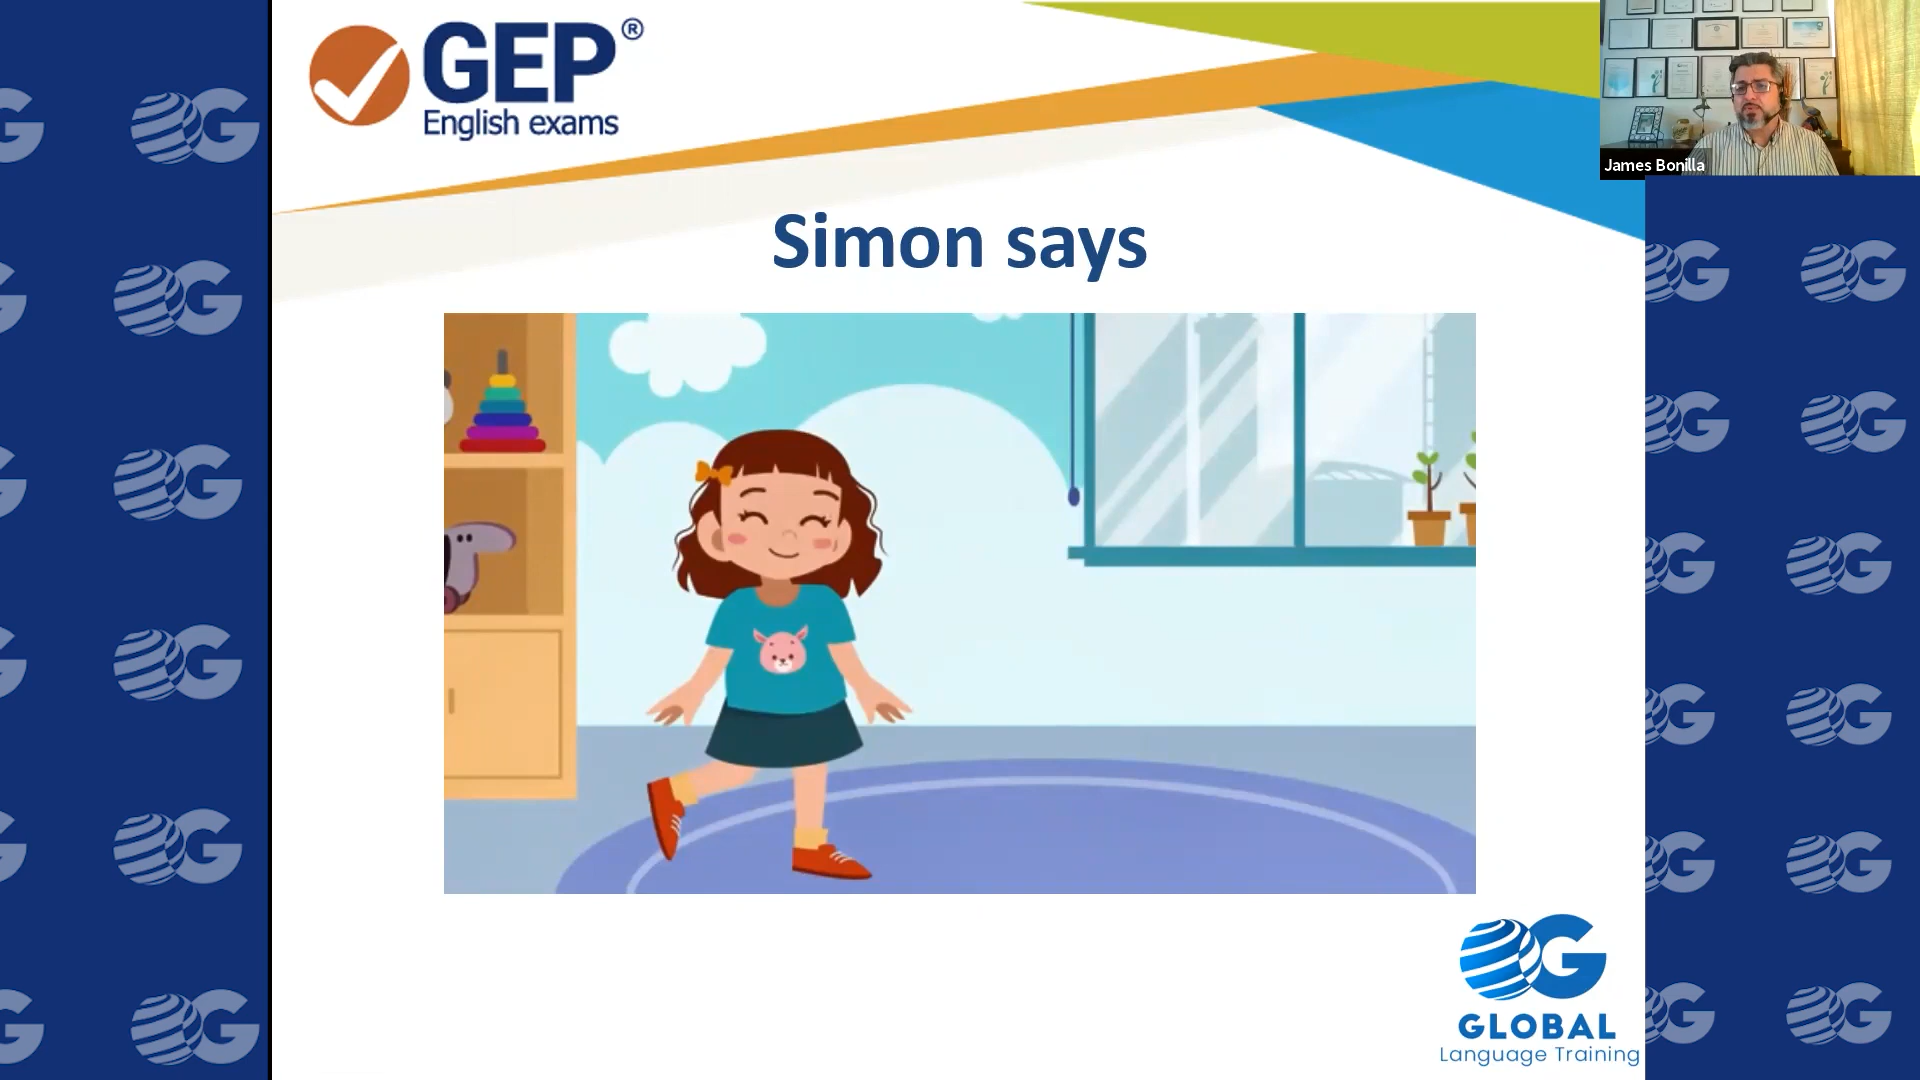 GEP®
English exams
James Bonilla
Simon says
GLOBAL
Language Training